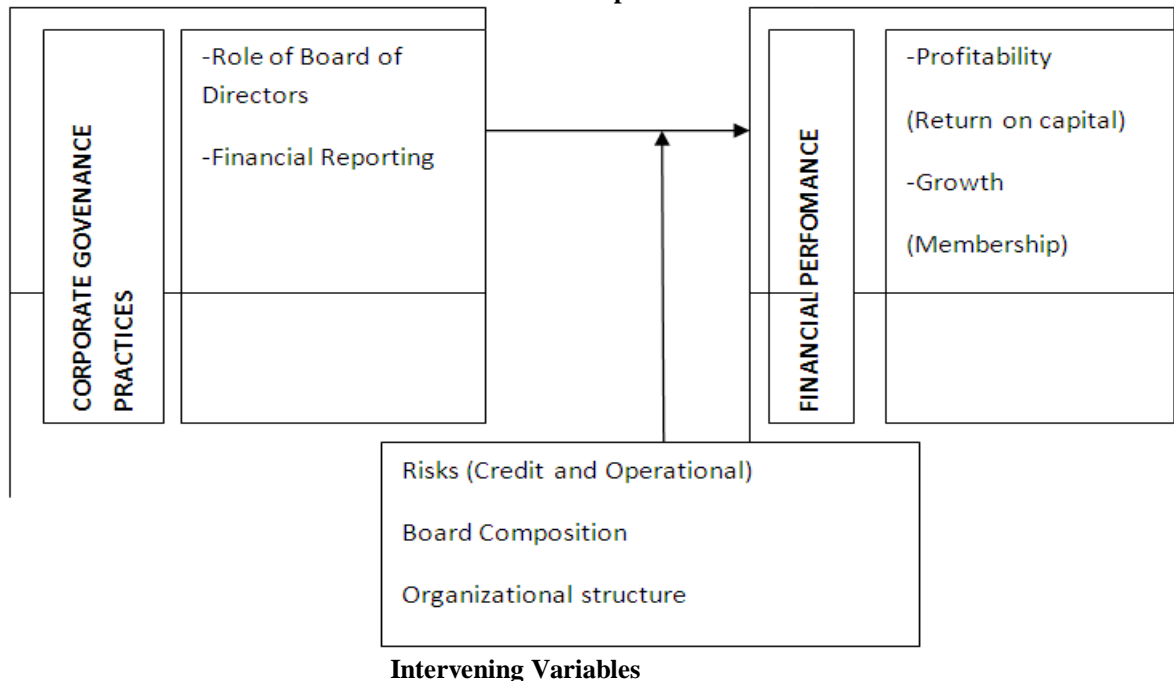 CORPORATE GOVENANCE
PRACTICES
-Role of Board of
Directors
-Financial Reporting
FINANCIAL PERFOMANCE
-Profitability
(Return on capital)
-Growth
(Membership)
Risks (Credit and Operational)
Board Composition
Organizational structure
Intervening Variables